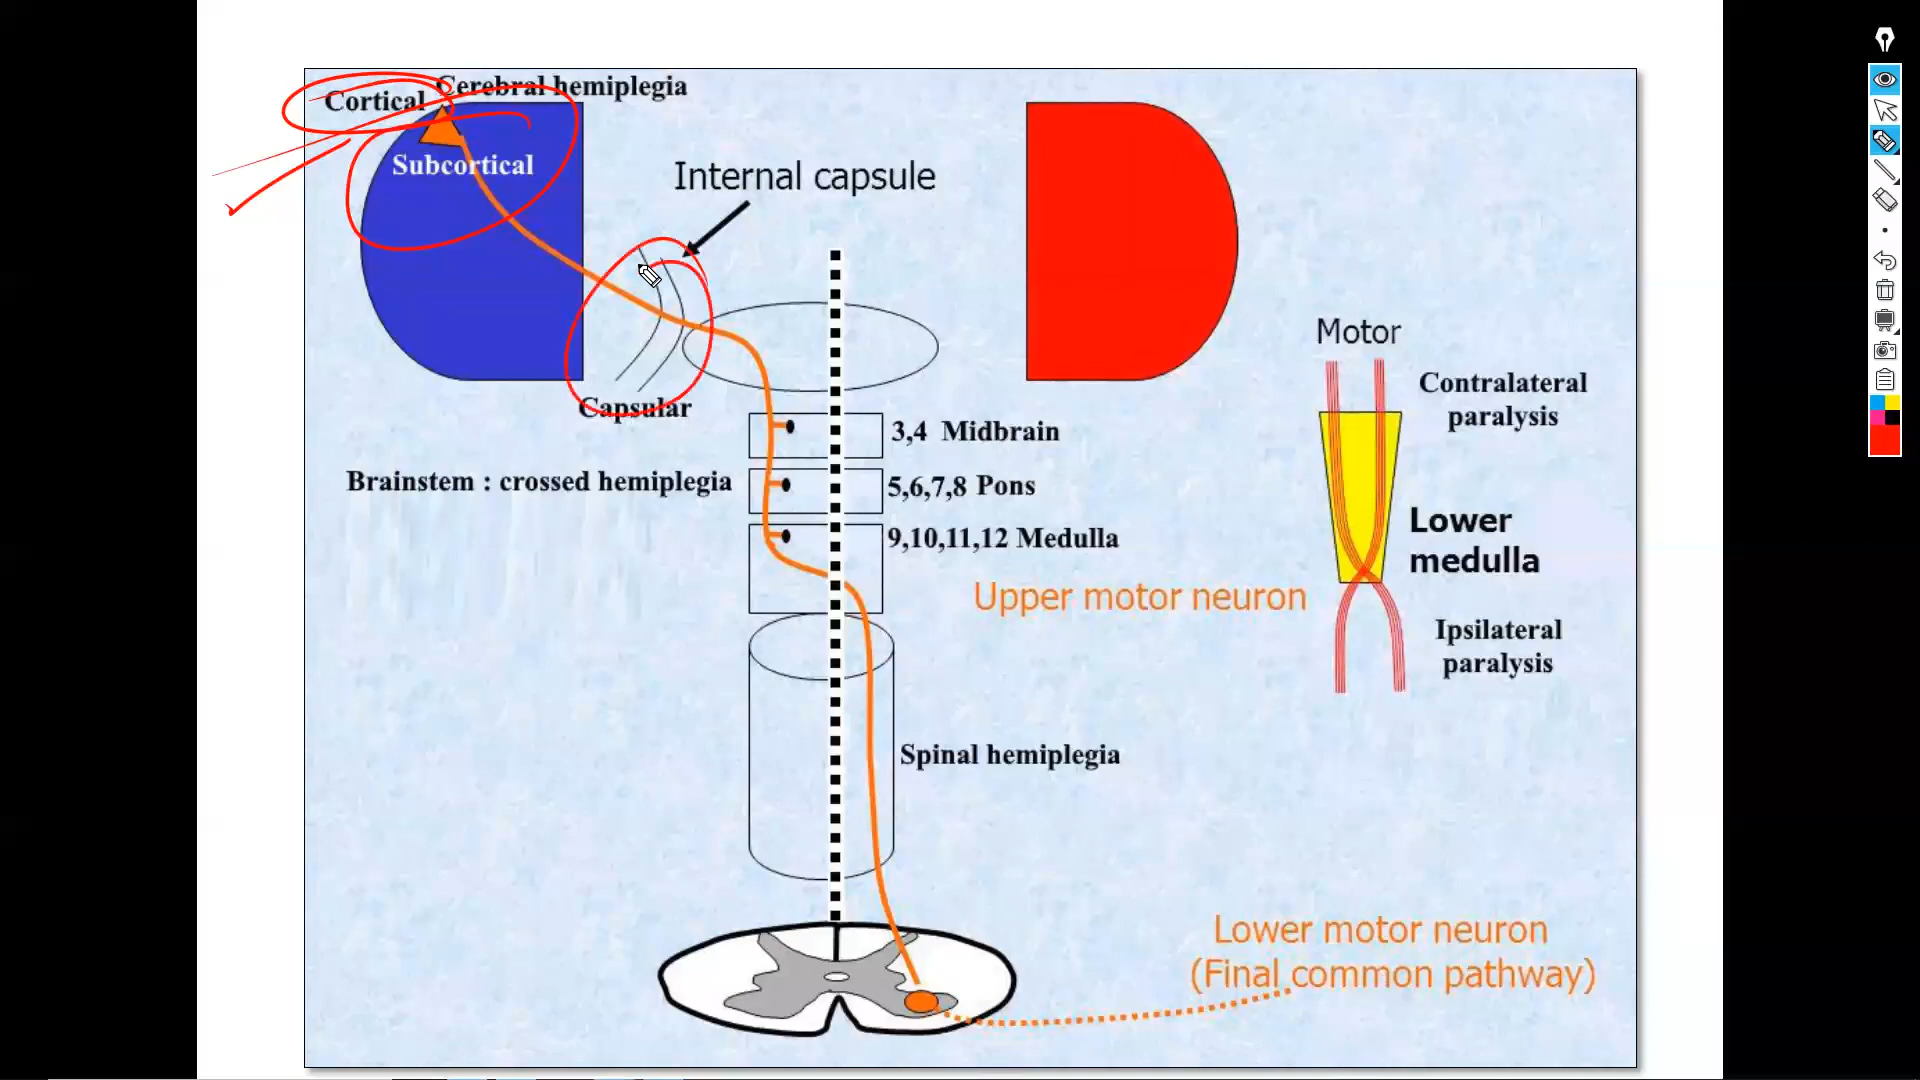 Cerebral hemiplegia
Cortical
Subcortical
Internal capsule
Capsular
Motor
Contralateral
paralysis
3,4 Midbrain
Brainstem : crossed hemiplegia
5,6,7,8 Pons
9,10,11,12 Medulla
Lower
medulla
Upper motor neuron
Ipsilateral
paralysis
Spinal hemiplegia
Lower motor neuron
(Final common pathway)